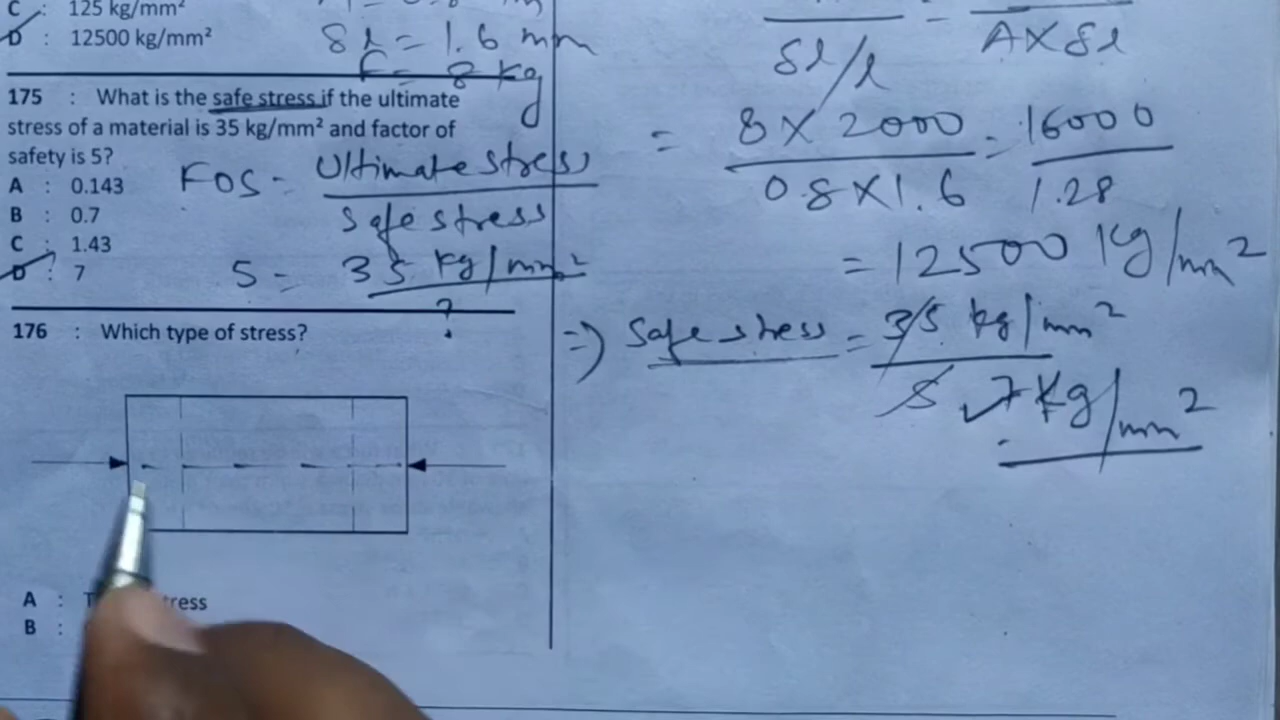 C : 125 kg/mm²
D : 12500 kg/mm²
δl = 1.6 mm
F = 8 kg
175 : What is the safe stress if the ultimate
stress of a material is 35 kg/mm² and factor of
safety is 5?
A : 0.143
B : 0.7
C : 1.43
D : 7
FOS = Ultimate stress
Safe stress
5 = 35 kg/mm²
?
176 : Which type of stress?
A : stress
B :
δl/l
= A X δl
= 8 X 2000 = 16000
0.8 X 1.6 1.28
= 12500 Kg/mm²
=> Safe stress = 35 kg/mm²
5
7 Kg/mm²